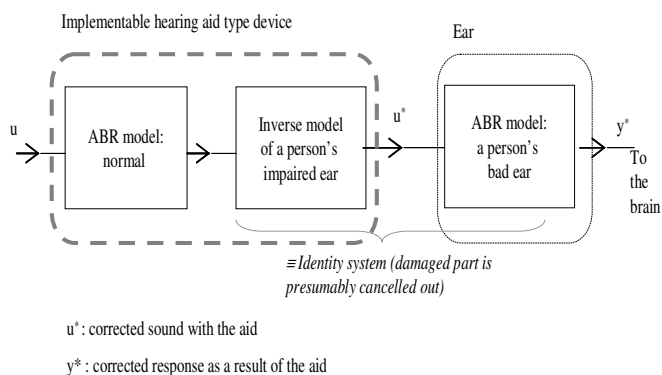 Implementable hearing aid type device
Ear
u
ABR model:
normal
Inverse model
of a person's
impaired ear
u*
ABR model:
a person's
bad ear
y*
To
the
brain
≡Identity system (damaged part is
presumably cancelled out)
u* : corrected sound with the aid
y* : corrected response as a result of the aid